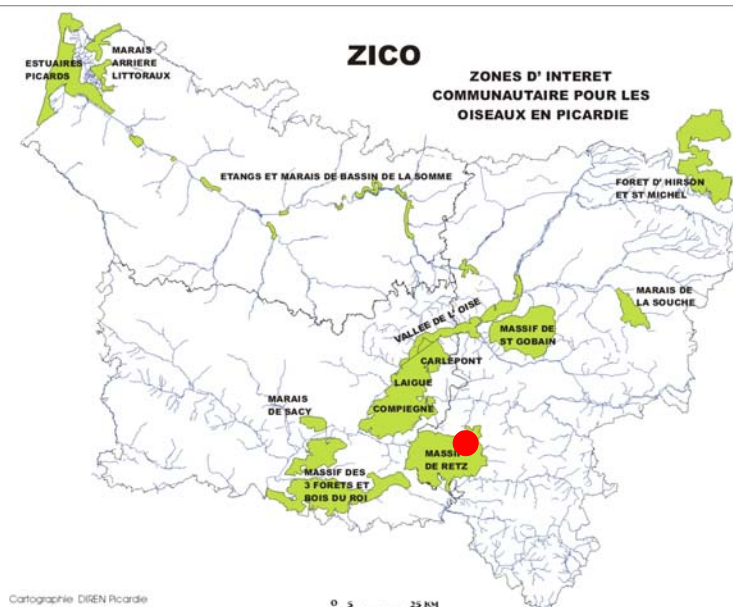 ZICO
ZONES D' INTERET
COMMUNAUTAIRE POUR LES
OISEAUX EN PICARDIE
MARAIS
ARRIERE
LITTORAUX
ESTUAIRES
PICARDS
ETANGS ET MARAIS DE BASSIN DE LA SOMME
FORET D' HIRSON
ET ST MICHEL
MARAIS DE
LA SOUCHE
VALLEE DE L' OISE
MASSIF DE
ST GOBAIN
CARLEPONT
LAIGUE
COMPIEGNE
MARAIS
DE SACY
MASSIF
DE RETZ
MASSIF DES
3 FORETS ET
BOIS DU ROI
Cartographie DIREN Picardie
0 5 25 KM